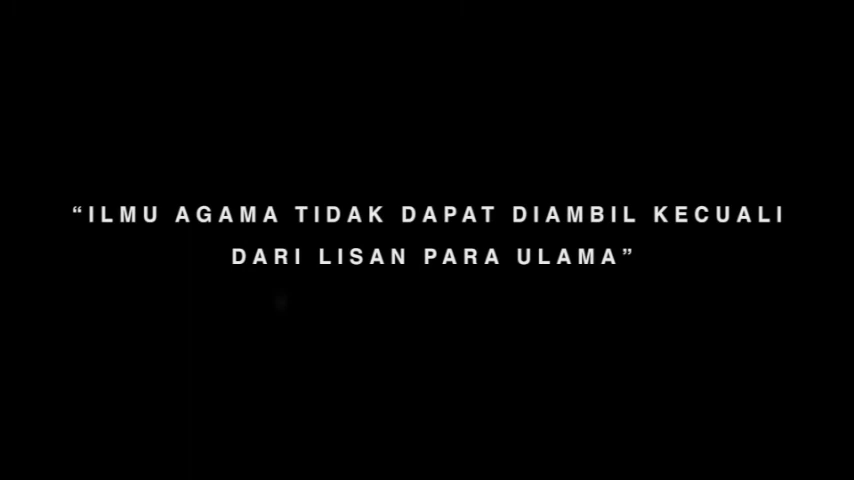 “ILMU AGAMA TIDAK DAPAT DIAMBIL KECUALI
DARI LISAN PARA ULAMA”